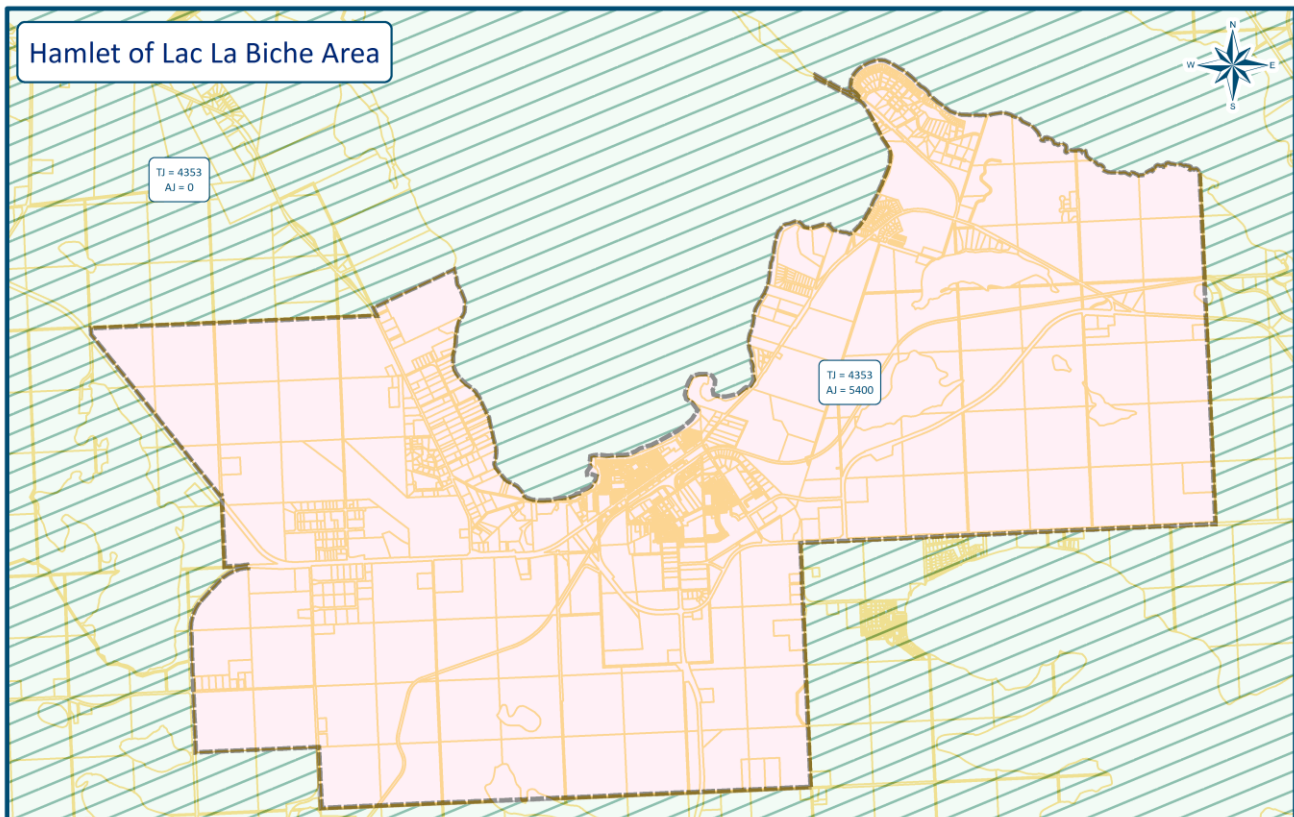 Hamlet of Lac La Biche Area
N
W
E
S
TJ = 4353
AJ = 0
TJ = 4353
AJ = 5400